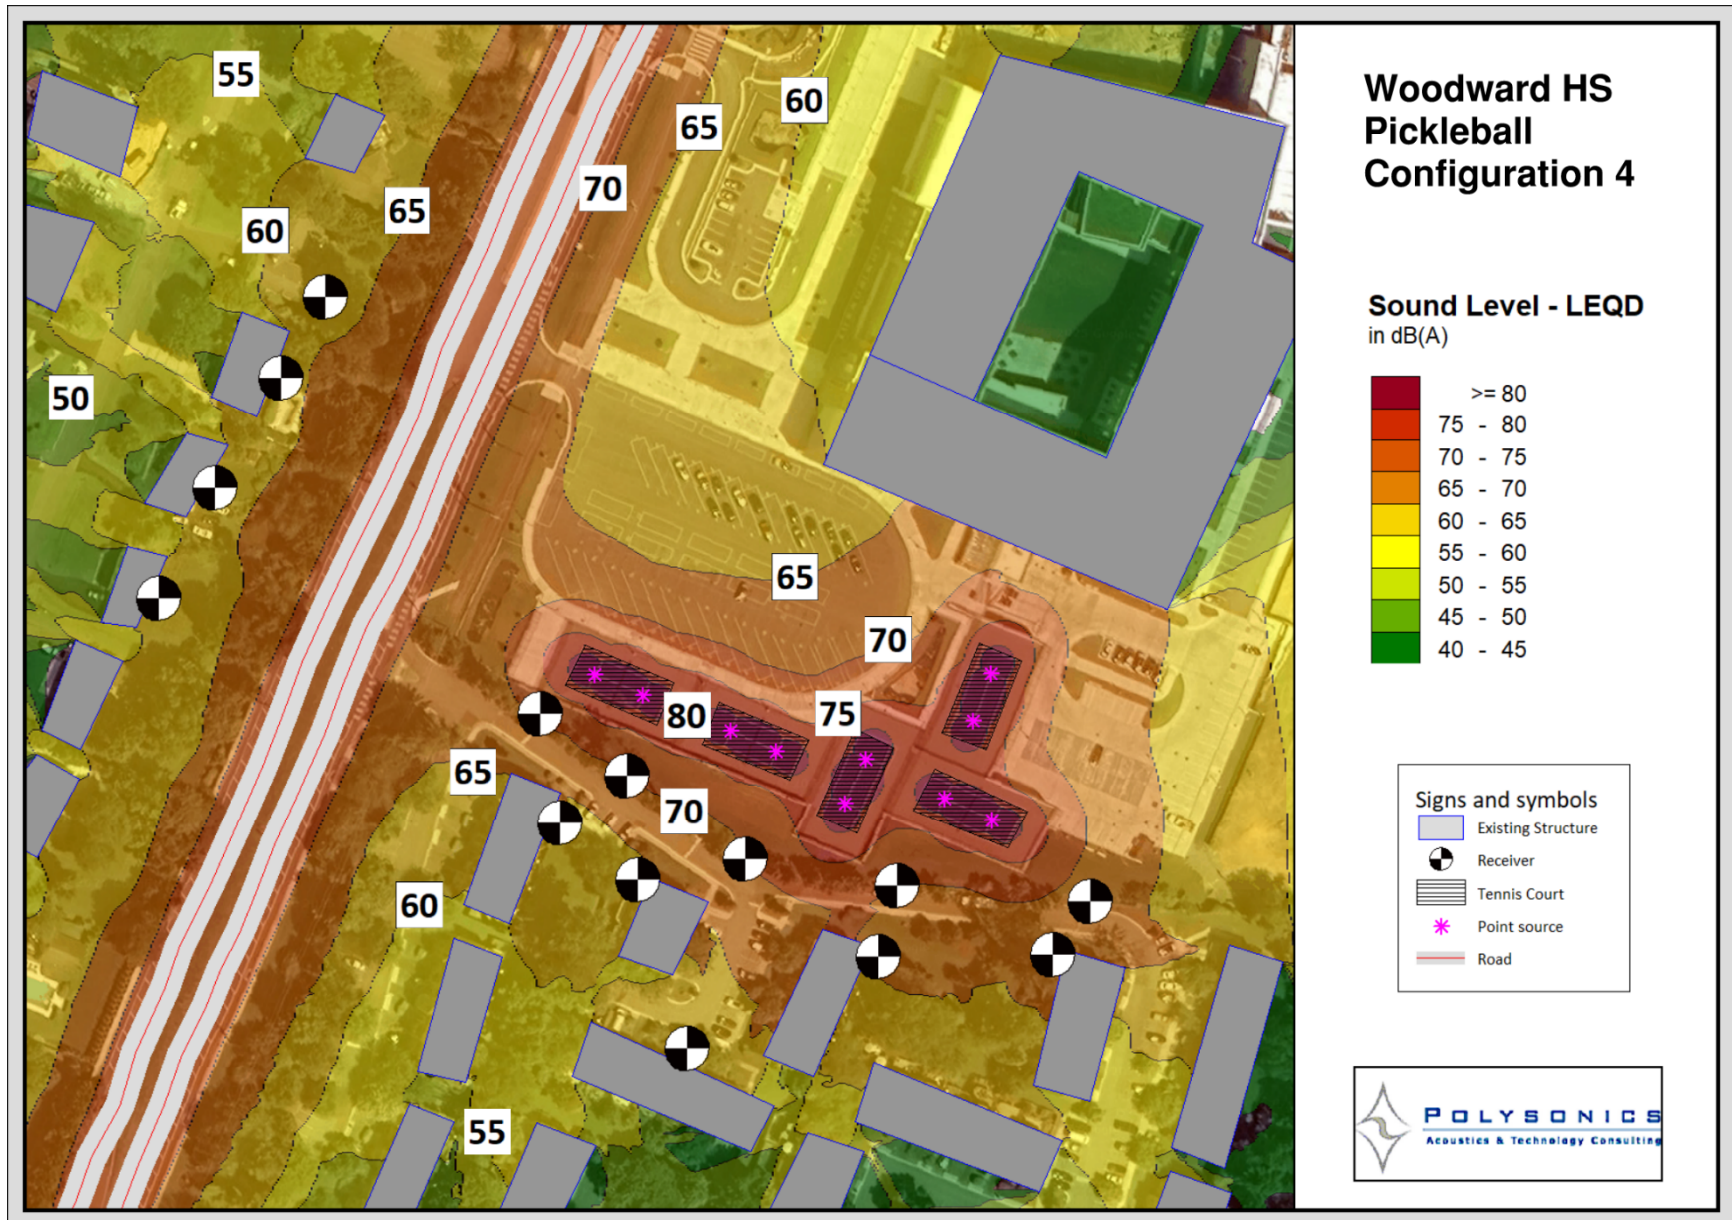 Woodward HS
Pickleball
Configuration 4
Sound Level - LEQD
in dB(A)
>= 80
75 - 80
70 - 75
65 - 70
60 - 65
55 - 60
50 - 55
45 - 50
40 - 45
Signs and symbols
Existing Structure
Receiver
Tennis Court
Point source
Road
POLYSONICS
Acoustics & Technology Consulting
55
60
65
70
65
60
50
65
70
80
75
65
70
60
55